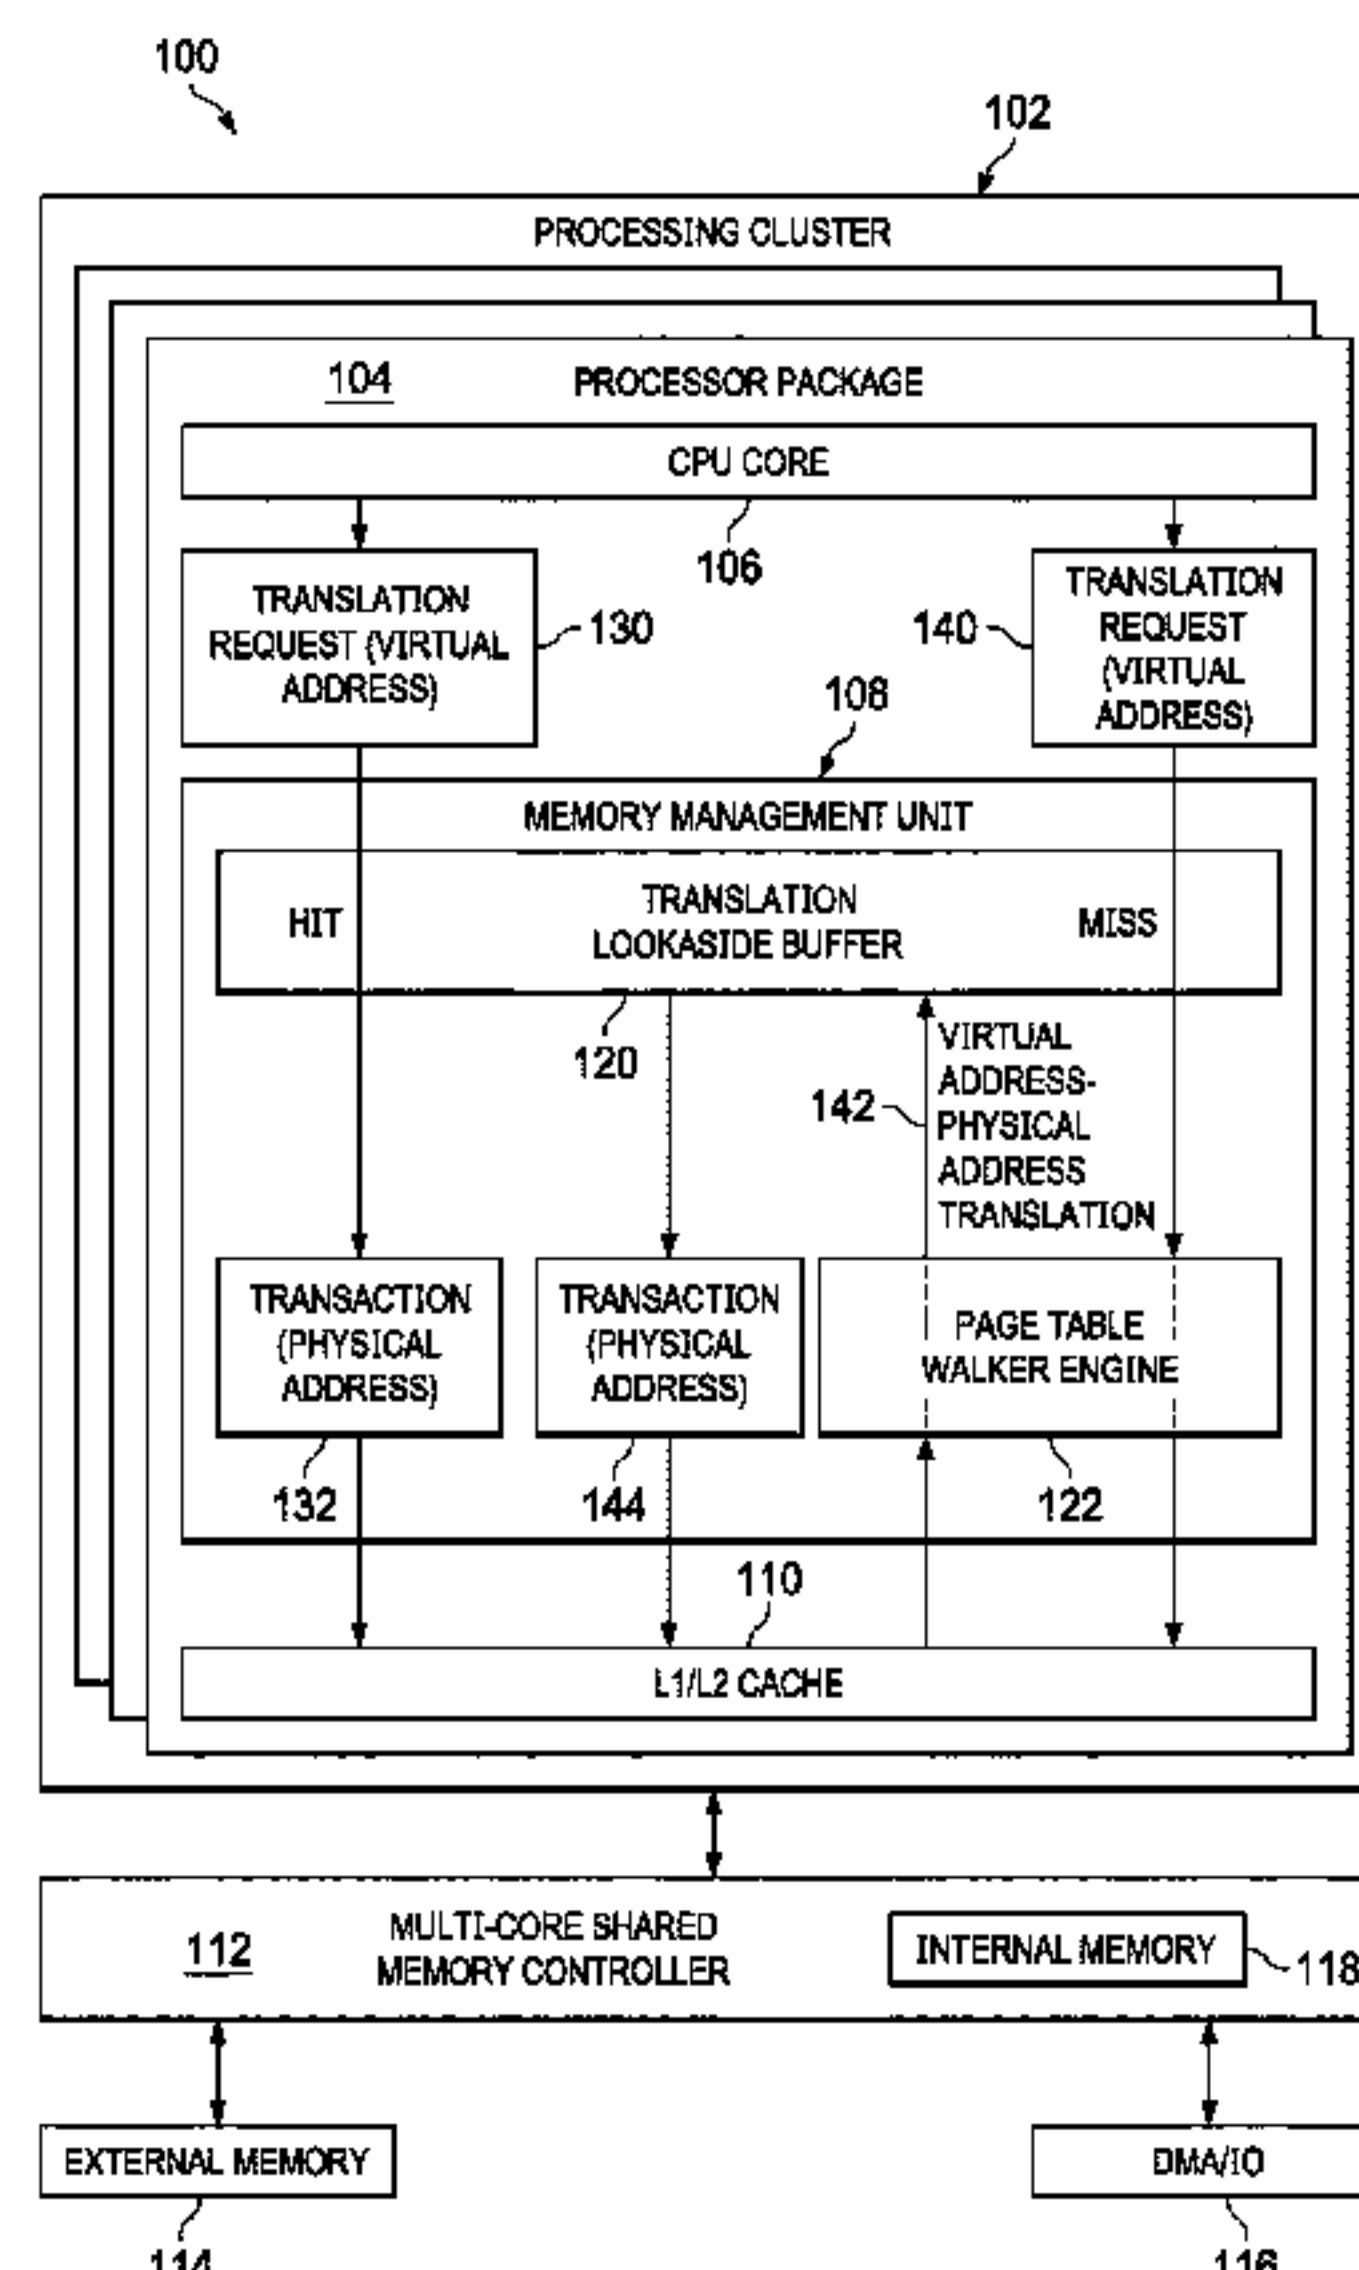 100
102
PROCESSING CLUSTER
104
PROCESSOR PACKAGE
CPU CORE
106
TRANSLATION
REQUEST (VIRTUAL
ADDRESS)
130
140
TRANSLATION
REQUEST
(VIRTUAL
ADDRESS)
108
MEMORY MANAGEMENT UNIT
HIT
TRANSLATION
LOOKASIDE BUFFER
MISS
120
142
VIRTUAL
ADDRESS-
PHYSICAL
ADDRESS
TRANSLATION
TRANSACTION
(PHYSICAL
ADDRESS)
TRANSACTION
(PHYSICAL
ADDRESS)
PAGE TABLE
WALKER ENGINE
132
144
122
110
L1/L2 CACHE
112
MULTI-CORE SHARED
MEMORY CONTROLLER
INTERNAL MEMORY
118
EXTERNAL MEMORY
DMA/IO
114
116